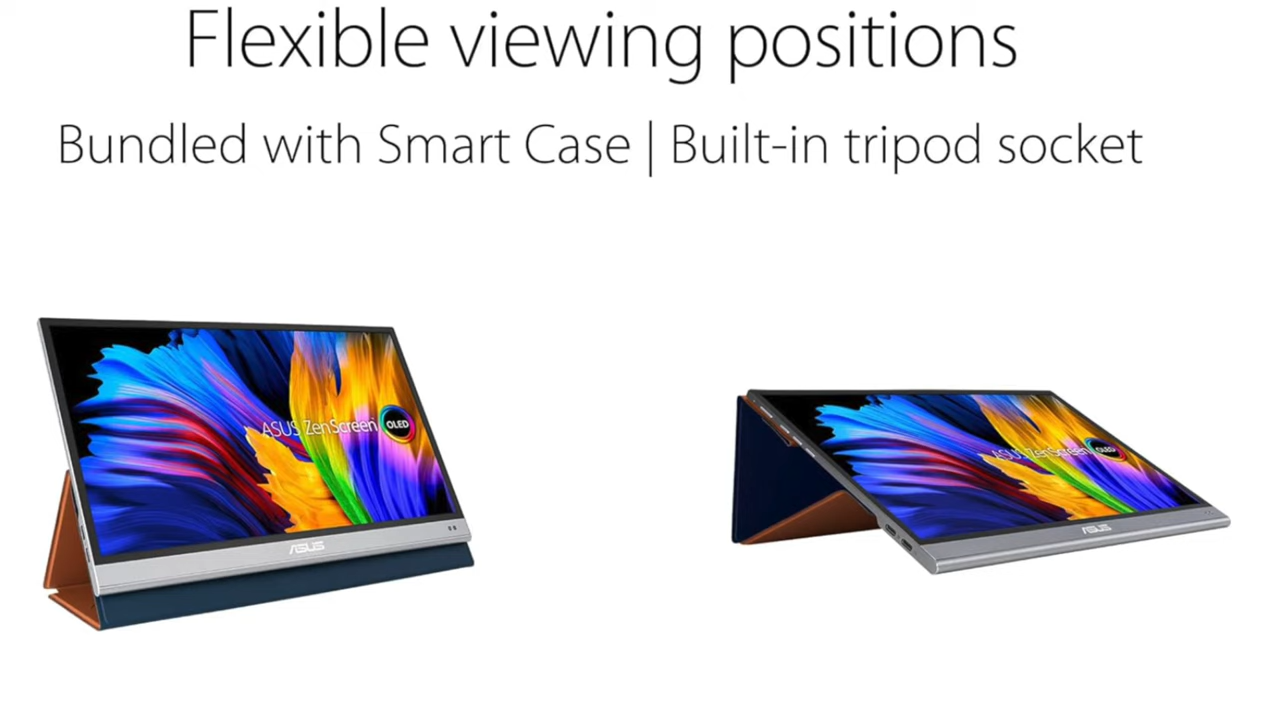 Flexible viewing positions
Bundled with Smart Case | Built-in tripod socket
ASUS ZenScreen OLED
ASUS
ASUS ZenScreen OLED
ASUS